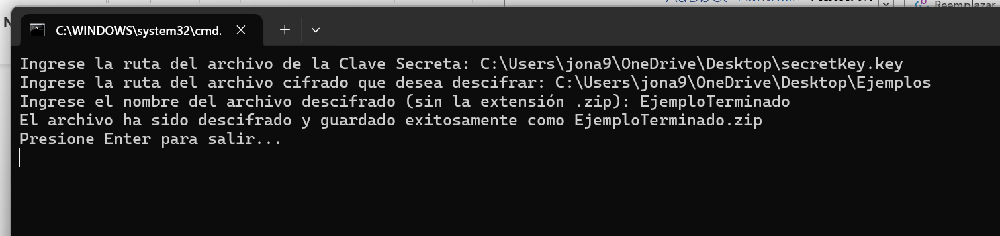 Reemplazar
C:\WINDOWS\system32\cmd.
Ingrese la ruta del archivo de la Clave Secreta: C:\Users\jona9\OneDrive\Desktop\secretKey.key
Ingrese la ruta del archivo cifrado que desea descifrar: C:\Users\jona9\OneDrive\Desktop\Ejemplos
Ingrese el nombre del archivo descifrado (sin la extensión .zip): EjemploTerminado
El archivo ha sido descifrado y guardado exitosamente como EjemploTerminado.zip
Presione Enter para salir...